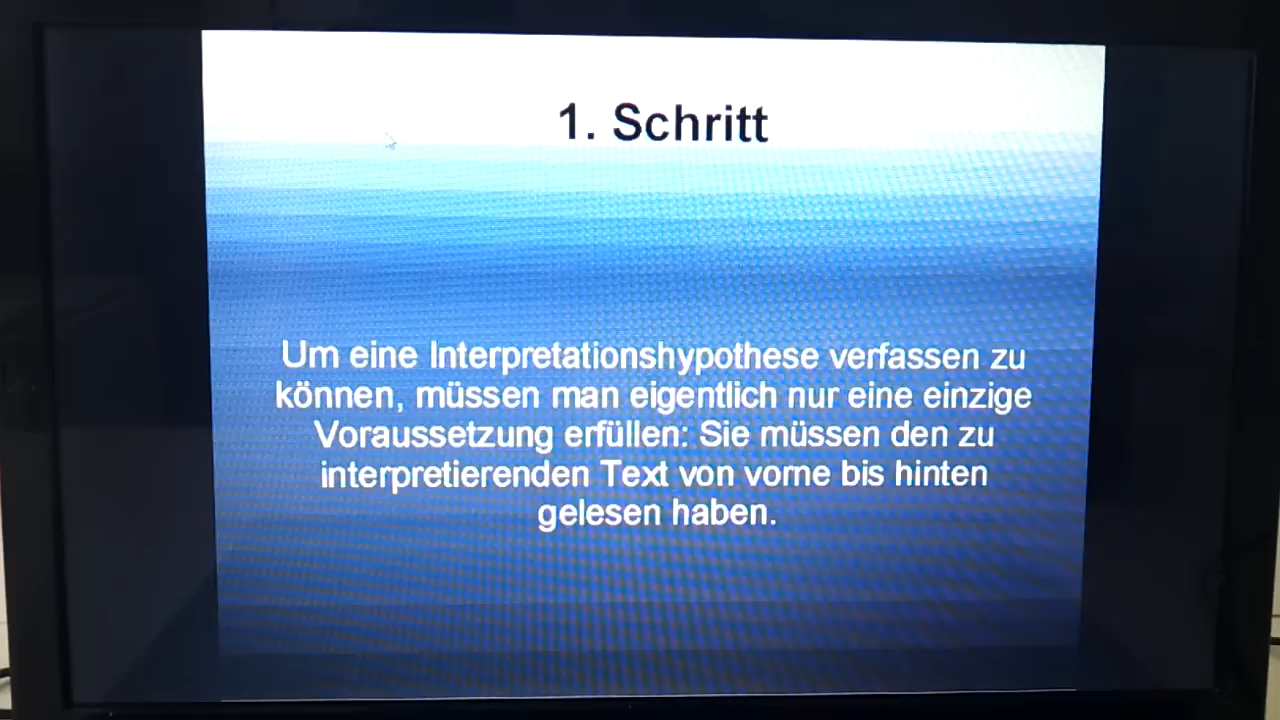 1. Schritt
Um eine Interpretationshypothese verfassen zu
können, müssen man eigentlich nur eine einzige
Voraussetzung erfüllen: Sie müssen den zu
interpretierenden Text von vorne bis hinten
gelesen haben.